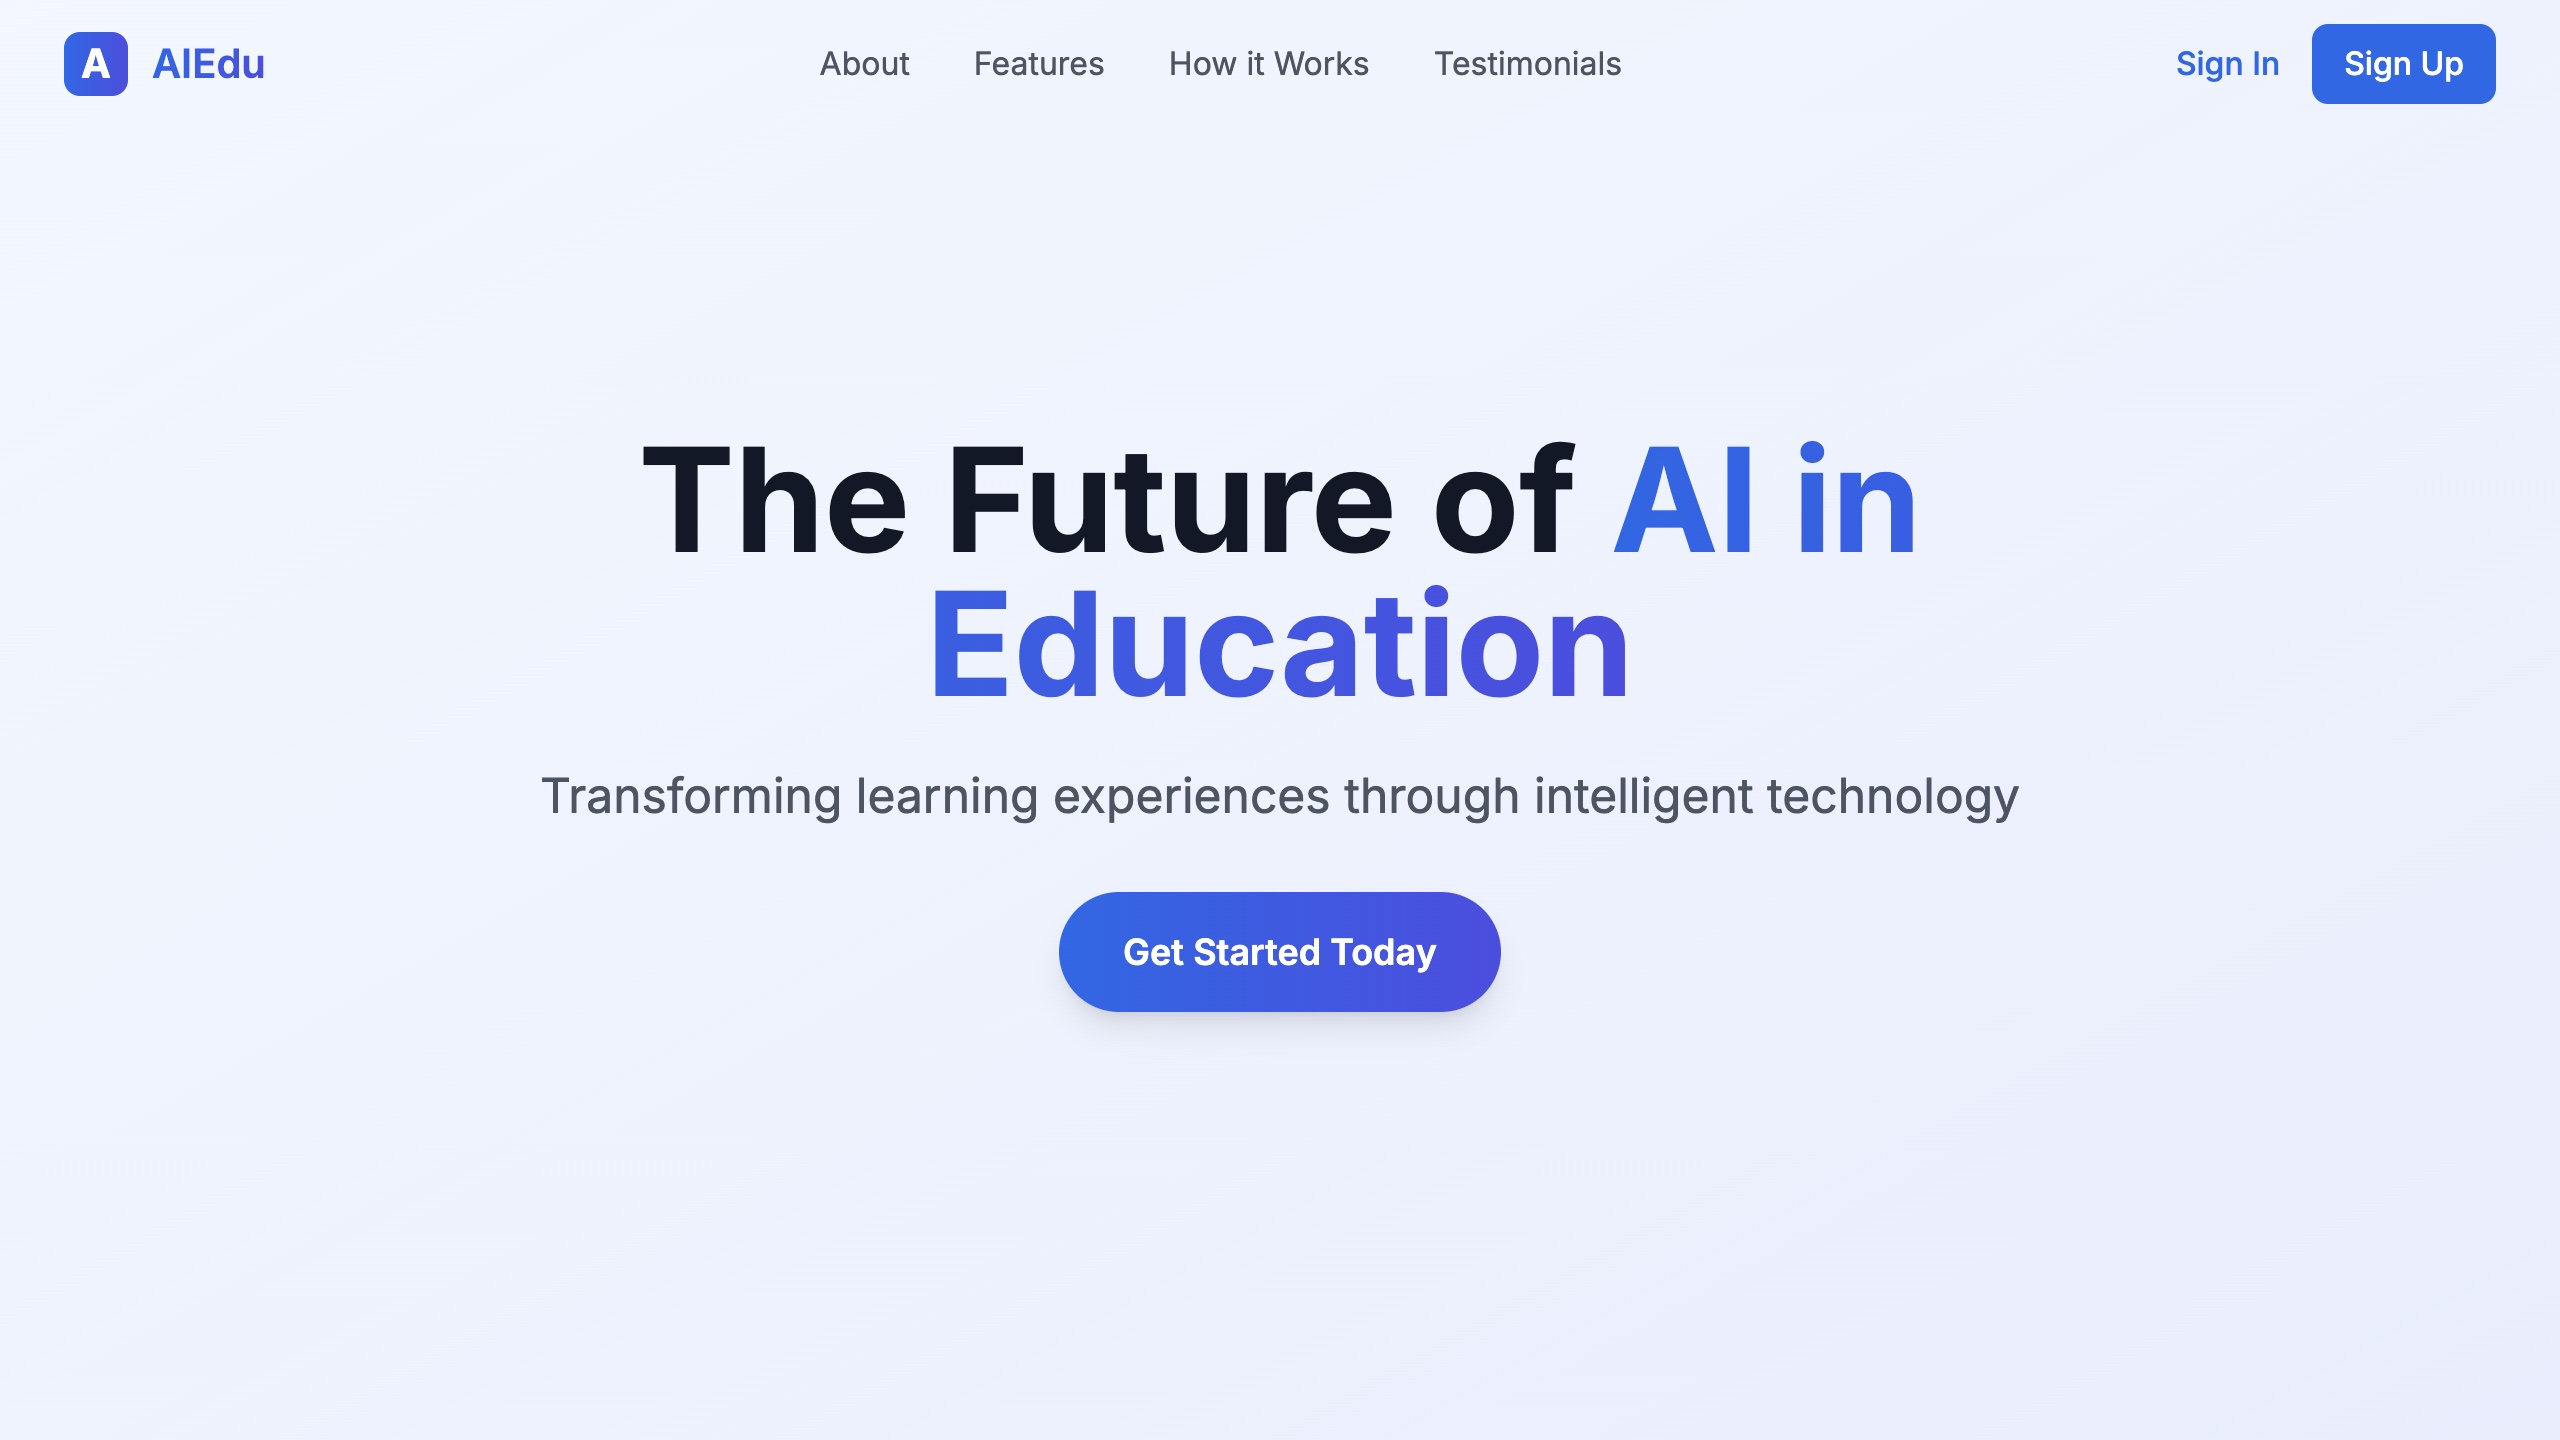 A AIEdu About Features How it Works Testimonials Sign In Sign Up
The Future of AI in
Education
Transforming learning experiences through intelligent technology
Get Started Today